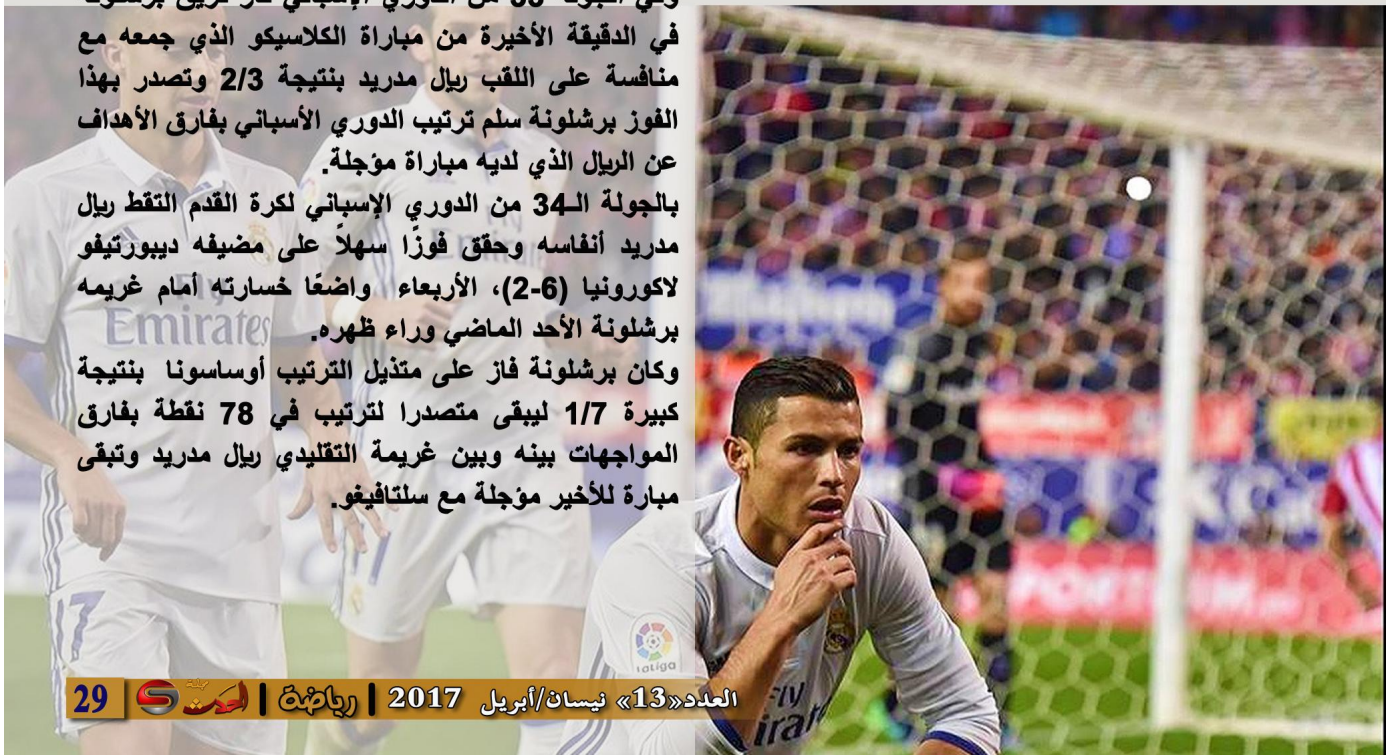 في الدقيقة الأخيرة من مباراة الكلاسيكو الذي جمعه مع
منافسة على اللقب ريال مدريد بنتيجة 2/3 وتصدر بهذا
الفوز برشلونة سلم ترتيب الدوري الأسباني بفارق الأهداف
عن الريال الذي لديه مباراة مؤجلة.
بالجولة الـ34 من الدوري الإسباني لكرة القدم التقط ريال
مدريد أنفاسه وحقق فوزًا سهلاً على مضيفه ديبورتيفو
لاكورونيا (6-2)، الأربعاء واضعًا خسارته أمام غريمه
برشلونة الأحد الماضي وراء ظهره.
وكان برشلونة فاز على متذيل الترتيب أوساسونا بنتيجة
كبيرة 1/7 ليبقى متصدرا لترتيب في 78 نقطة بفارق
المواجهات بينه وبين غريمة التقليدي ريال مدريد وتبقى
مبارة للأخير مؤجلة مع سلتافيغو.
Fly
Emirates
17
LaLiga
العدد«13» نيسان/أبريل 2017 | رياضة | مجلة الحدث | 29